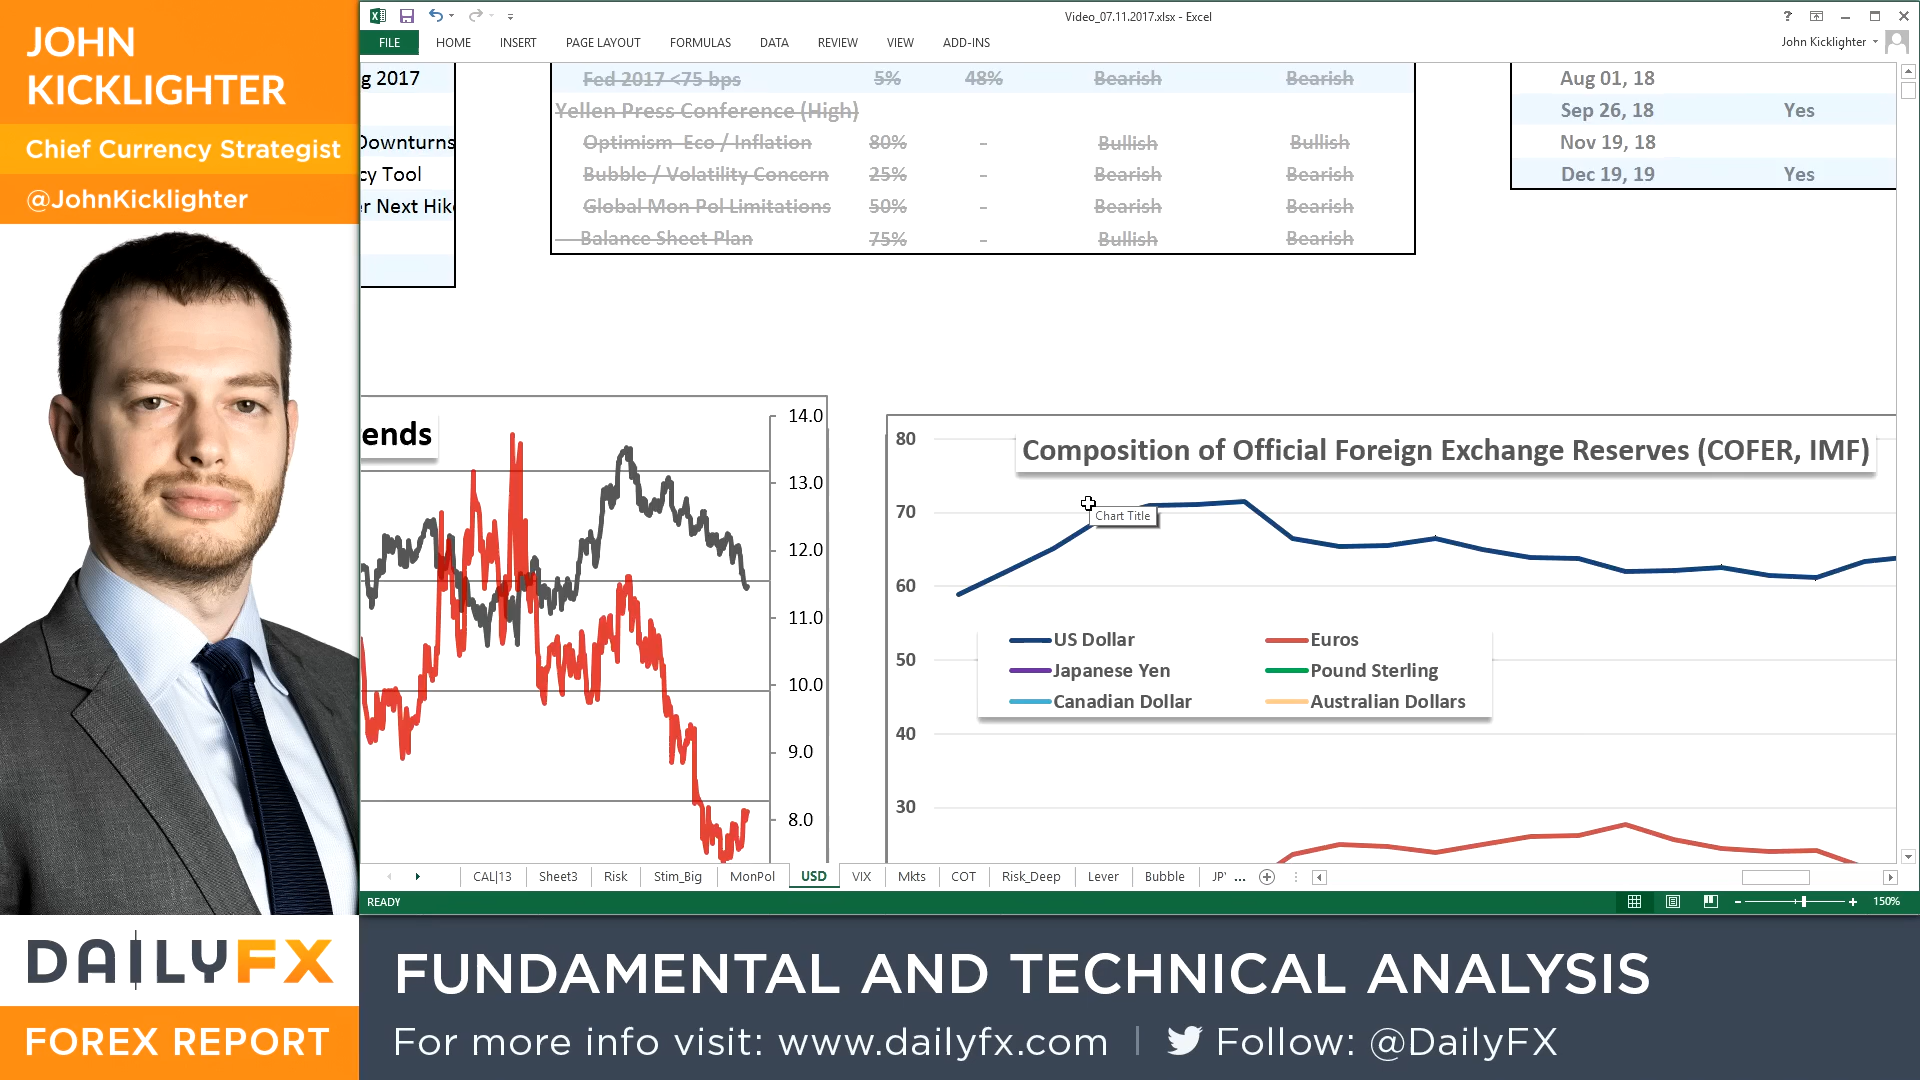 JOHN
KICKLIGHTER
Chief Currency Strategist
@JohnKicklighter
Video_07.11.2017.xlsx - Excel
?
FILE HOME INSERT PAGE LAYOUT FORMULAS DATA REVIEW VIEW ADD-INS John Kicklighter
g 2017
Downturns
cy Tool
r Next Hik
Fed 2017 <75 bps 5% 48% Bearish Bearish
Yellen Press Conference (High)
Optimism Eco / Inflation 80% - Bullish Bullish
Bubble / Volatility Concern 25% - Bearish Bearish
Global Mon Pol Limitations 50% - Bearish Bearish
Balance Sheet Plan 75% - Bullish Bearish
Aug 01, 18
Sep 26, 18 Yes
Nov 19, 18
Dec 19, 19 Yes
ends
14.0
13.0
12.0
11.0
10.0
9.0
8.0
Composition of Official Foreign Exchange Reserves (COFER, IMF)
80
70
60
50
40
30
Chart Title
US Dollar Euros
Japanese Yen Pound Sterling
Canadian Dollar Australian Dollars
CAL|13 Sheet3 Risk Stim_Big MonPol USD VIX Mkts COT Risk_Deep Lever Bubble JP' ...
READY 150%
DAILYFX
FOREX REPORT
FUNDAMENTAL AND TECHNICAL ANALYSIS
For more info visit: www.dailyfx.com | Follow: @DailyFX